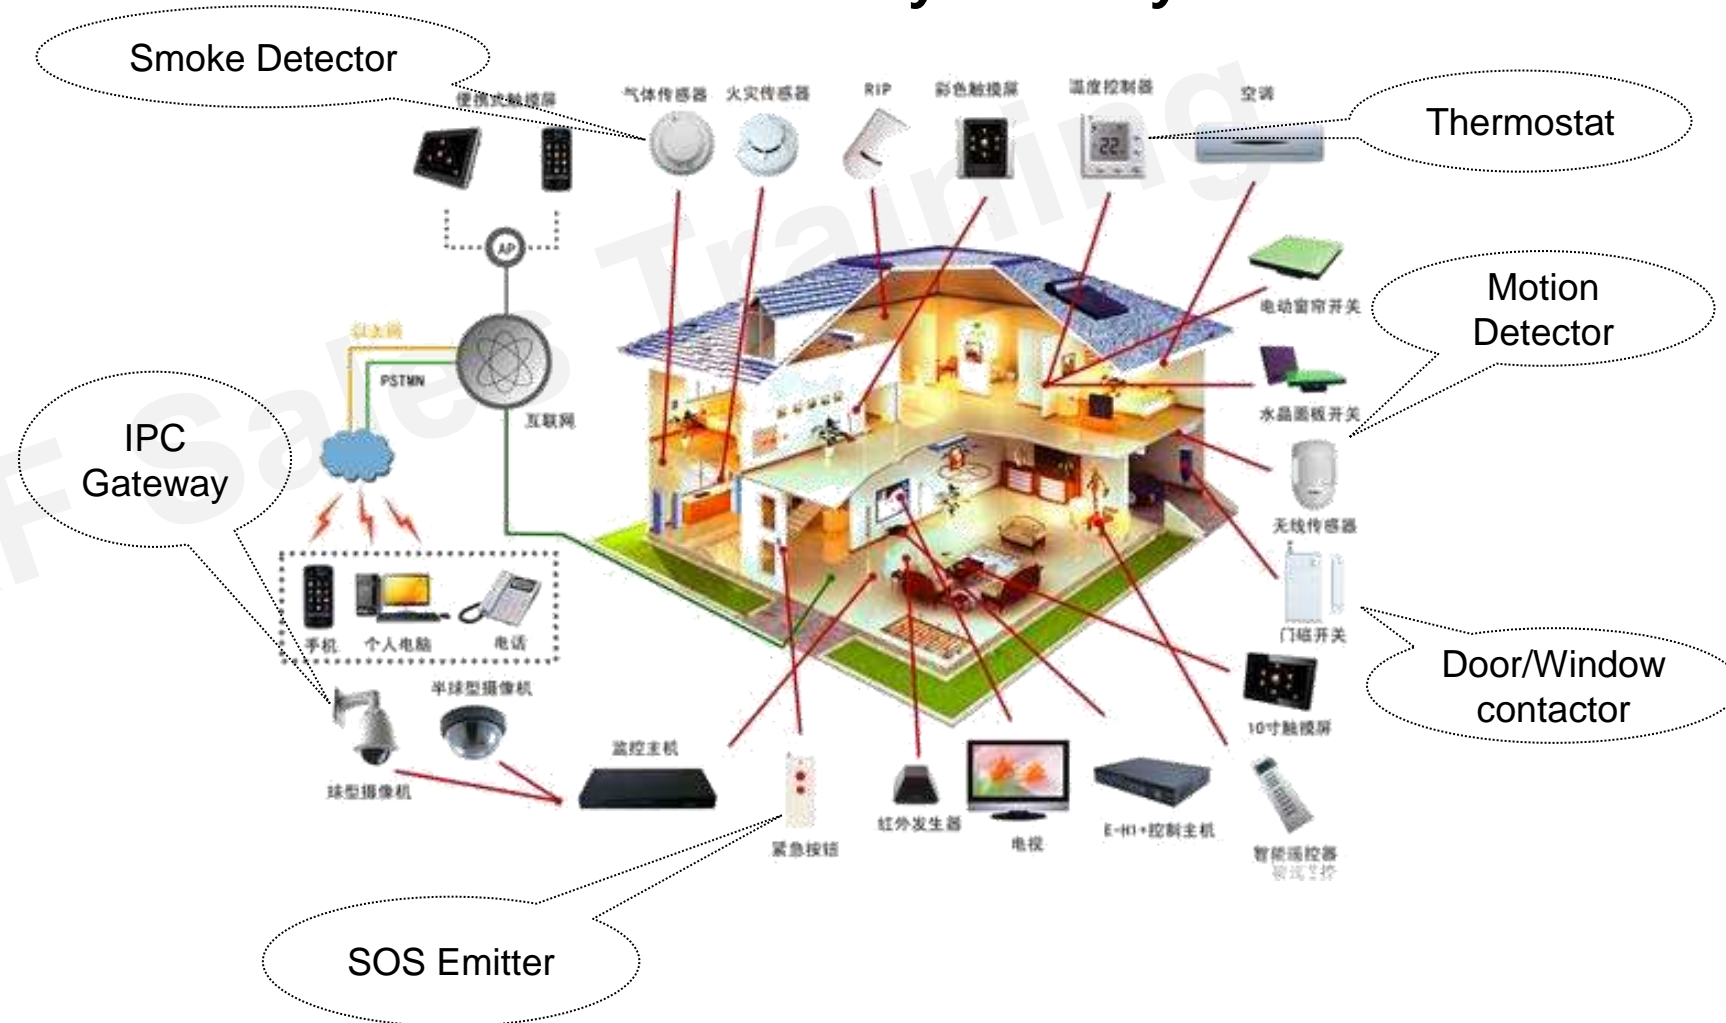 Smoke Detector
便携式触摸屏
气体传感器
火灾传感器
RIP
彩色触摸屏
温度控制器
空调
Thermostat
22
AP
电动窗帘开关
Motion
Detector
以太网
PSTMN
互联网
水晶面板开关
IPC
Gateway
无线传感器
手机
个人电脑
电话
门磁开关
Door/Window
contactor
半球型摄像机
10寸触摸屏
监控主机
球型摄像机
红外发生器
电视
E-H1+控制主机
紧急按钮
智能遥控器
SOS Emitter
F Sales Training